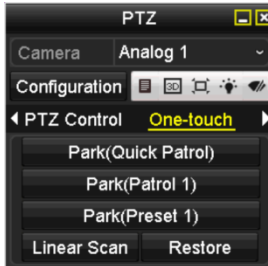 PTZ
Camera Analog 1
Configuration 3D
PTZ Control One-touch
Park(Quick Patrol)
Park(Patrol 1)
Park(Preset 1)
Linear Scan Restore